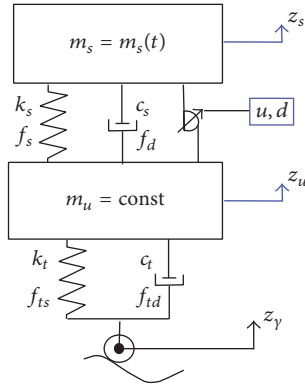 z_s
m_s = m_s(t)
k_s
c_s
f_s
f_d
u, d
z_u
m_u = const
k_t
c_t
f_ts
f_td
z_γ